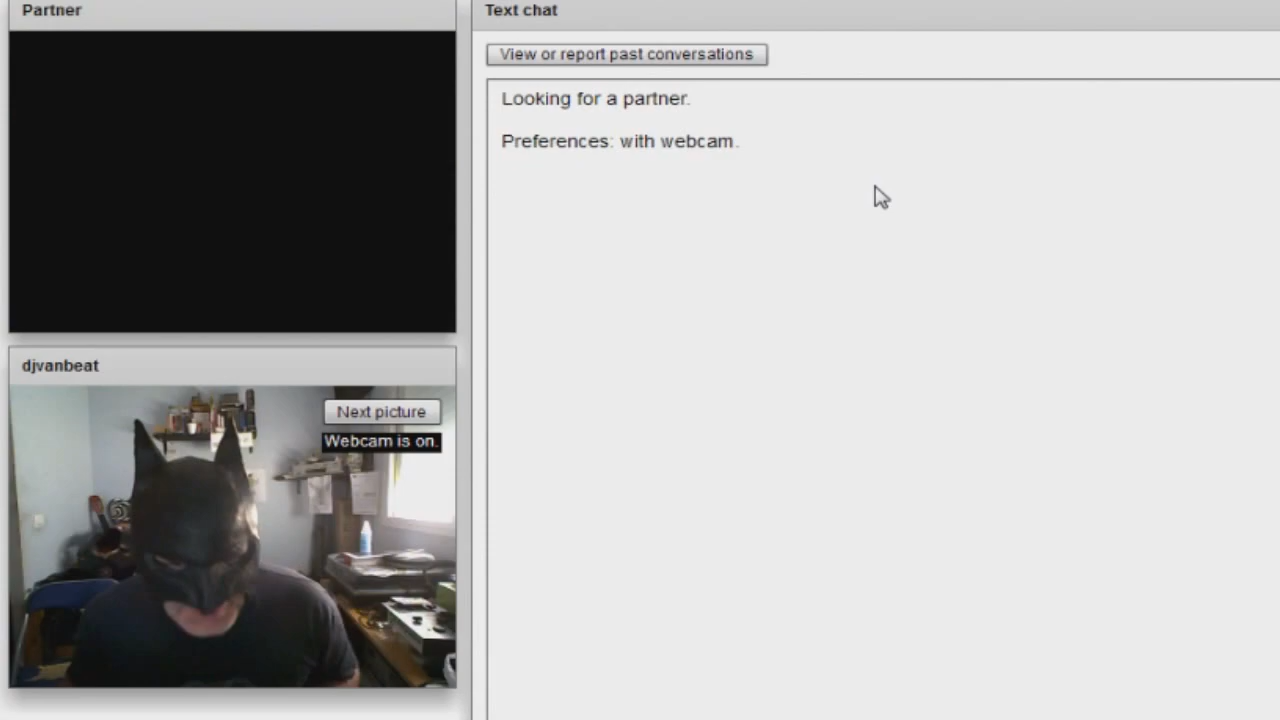 Partner
Text chat
View or report past conversations
Looking for a partner.
Preferences: with webcam.
djvanbeat
Next picture
Webcam is on.